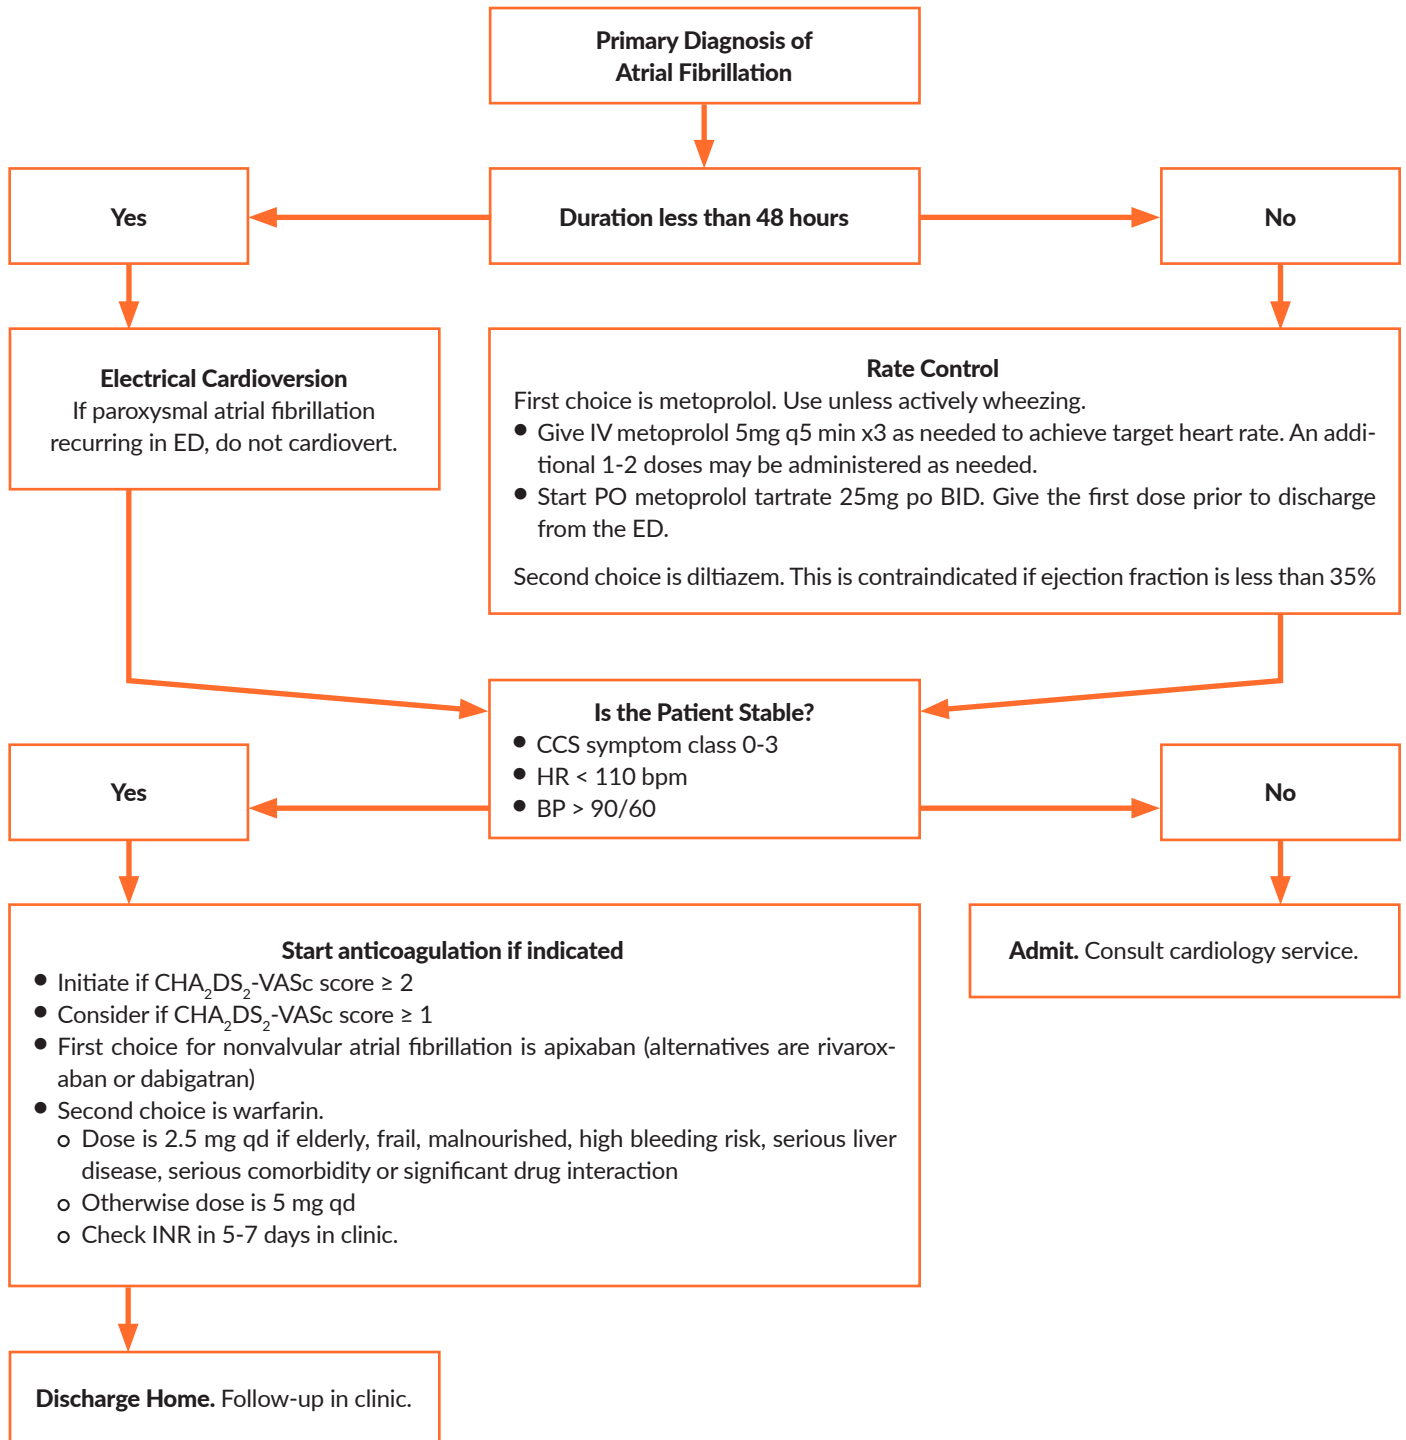 Primary Diagnosis of
Atrial Fibrillation
Yes
Duration less than 48 hours
No
Electrical Cardioversion
If paroxysmal atrial fibrillation
recurring in ED, do not cardiovert.
Rate Control
First choice is metoprolol. Use unless actively wheezing.
● Give IV metoprolol 5mg q5 min x3 as needed to achieve target heart rate. An addi-
tional 1-2 doses may be administered as needed.
● Start PO metoprolol tartrate 25mg po BID. Give the first dose prior to discharge
from the ED.
Second choice is diltiazem. This is contraindicated if ejection fraction is less than 35%
Is the Patient Stable?
● CCS symptom class 0-3
● HR < 110 bpm
● BP > 90/60
Yes
No
Start anticoagulation if indicated
● Initiate if CHA₂DS₂-VASc score ≥ 2
● Consider if CHA₂DS₂-VASc score ≥ 1
● First choice for nonvalvular atrial fibrillation is apixaban (alternatives are rivarox-
aban or dabigatran)
● Second choice is warfarin.
○ Dose is 2.5 mg qd if elderly, frail, malnourished, high bleeding risk, serious liver
disease, serious comorbidity or significant drug interaction
○ Otherwise dose is 5 mg qd
○ Check INR in 5-7 days in clinic.
Admit. Consult cardiology service.
Discharge Home. Follow-up in clinic.